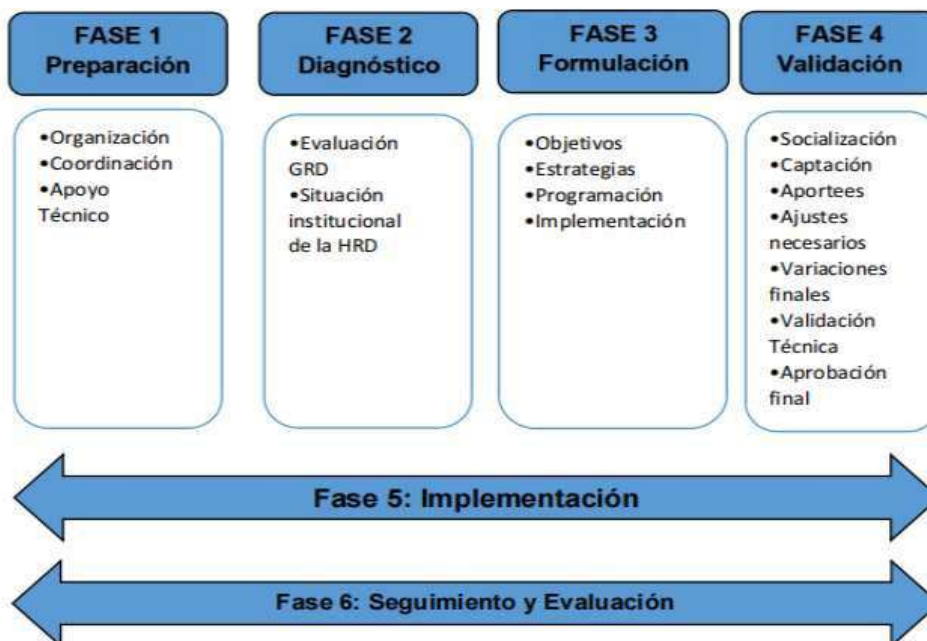 FASE 1
Preparación
•Organización
•Coordinación
•Apoyo
Técnico
FASE 2
Diagnóstico
•Evaluación
GRD
•Situación
institucional
de la HRD
FASE 3
Formulación
•Objetivos
•Estrategias
•Programación
•Implementación
FASE 4
Validación
•Socialización
•Captación
•Aportees
•Ajustes
necesarios
•Variaciones
finales
•Validación
Técnica
•Aprobación
final
Fase 5: Implementación
Fase 6: Seguimiento y Evaluación